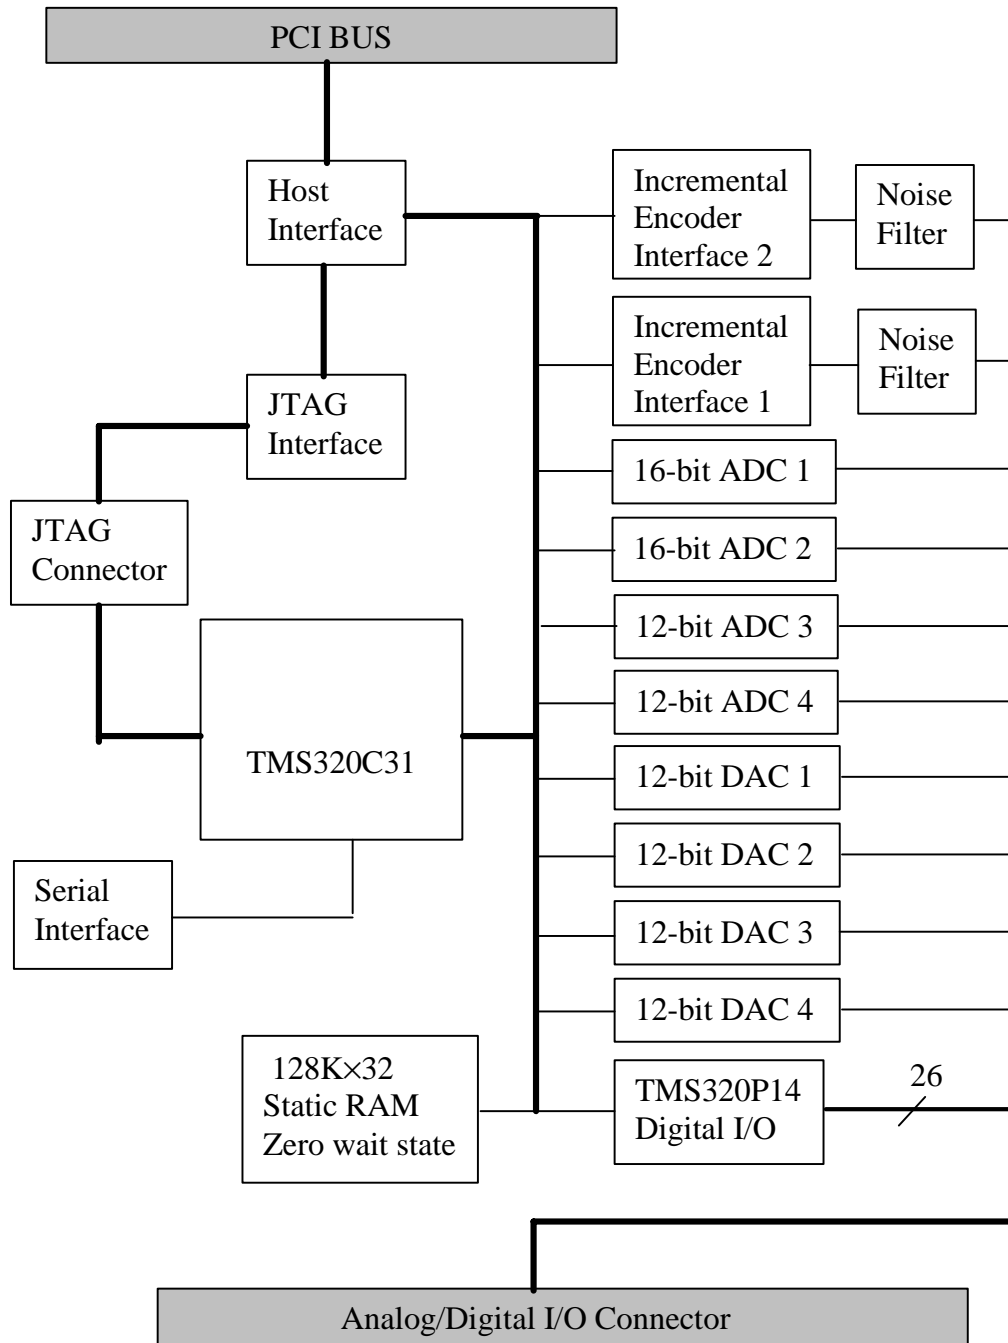 PCI BUS
Host
Interface
Incremental
Encoder
Interface 2
Noise
Filter
Incremental
Encoder
Interface 1
Noise
Filter
JTAG
Interface
16-bit ADC 1
JTAG
Connector
16-bit ADC 2
12-bit ADC 3
12-bit ADC 4
TMS320C31
12-bit DAC 1
12-bit DAC 2
Serial
Interface
12-bit DAC 3
12-bit DAC 4
128K×32
Static RAM
Zero wait state
TMS320P14
Digital I/O
26
Analog/Digital I/O Connector